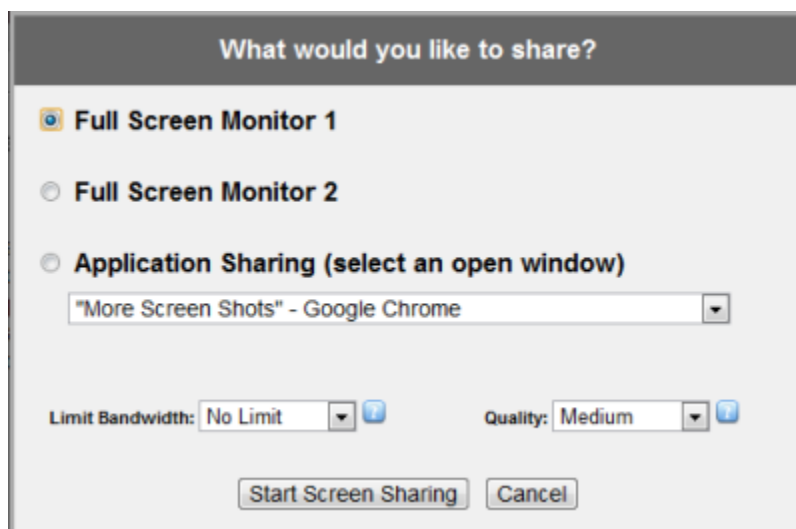 What would you like to share?
Full Screen Monitor 1
Full Screen Monitor 2
Application Sharing (select an open window)
"More Screen Shots" - Google Chrome
Limit Bandwidth: No Limit Quality: Medium
Start Screen Sharing Cancel